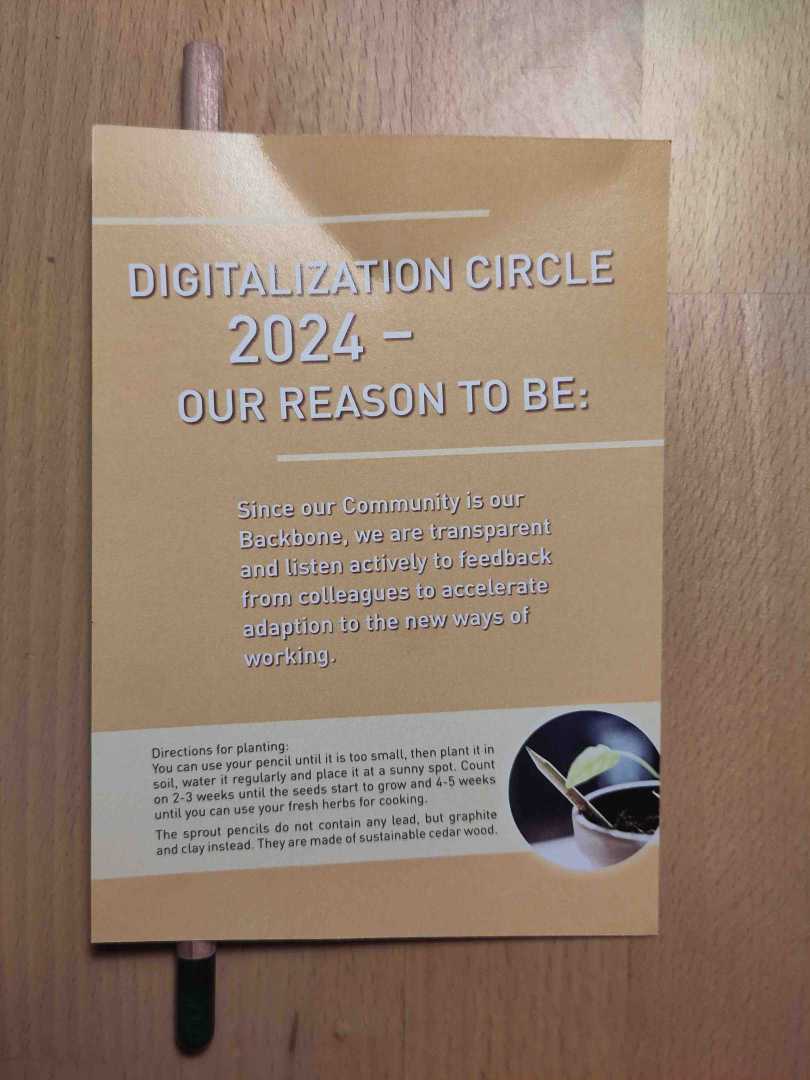 DIGITALIZATION CIRCLE
2024 –
OUR REASON TO BE:
Since our Community is our
Backbone, we are transparent
and listen actively to feedback
from colleagues to accelerate
adaption to the new ways of
working.
Directions for planting:
You can use your pencil until it is too small, then plant it in
soil, water it regularly and place it at a sunny spot. Count
on 2-3 weeks until the seeds start to grow and 4-5 weeks
until you can use your fresh herbs for cooking.
The sprout pencils do not contain any lead, but graphite
and clay instead. They are made of sustainable cedar wood.